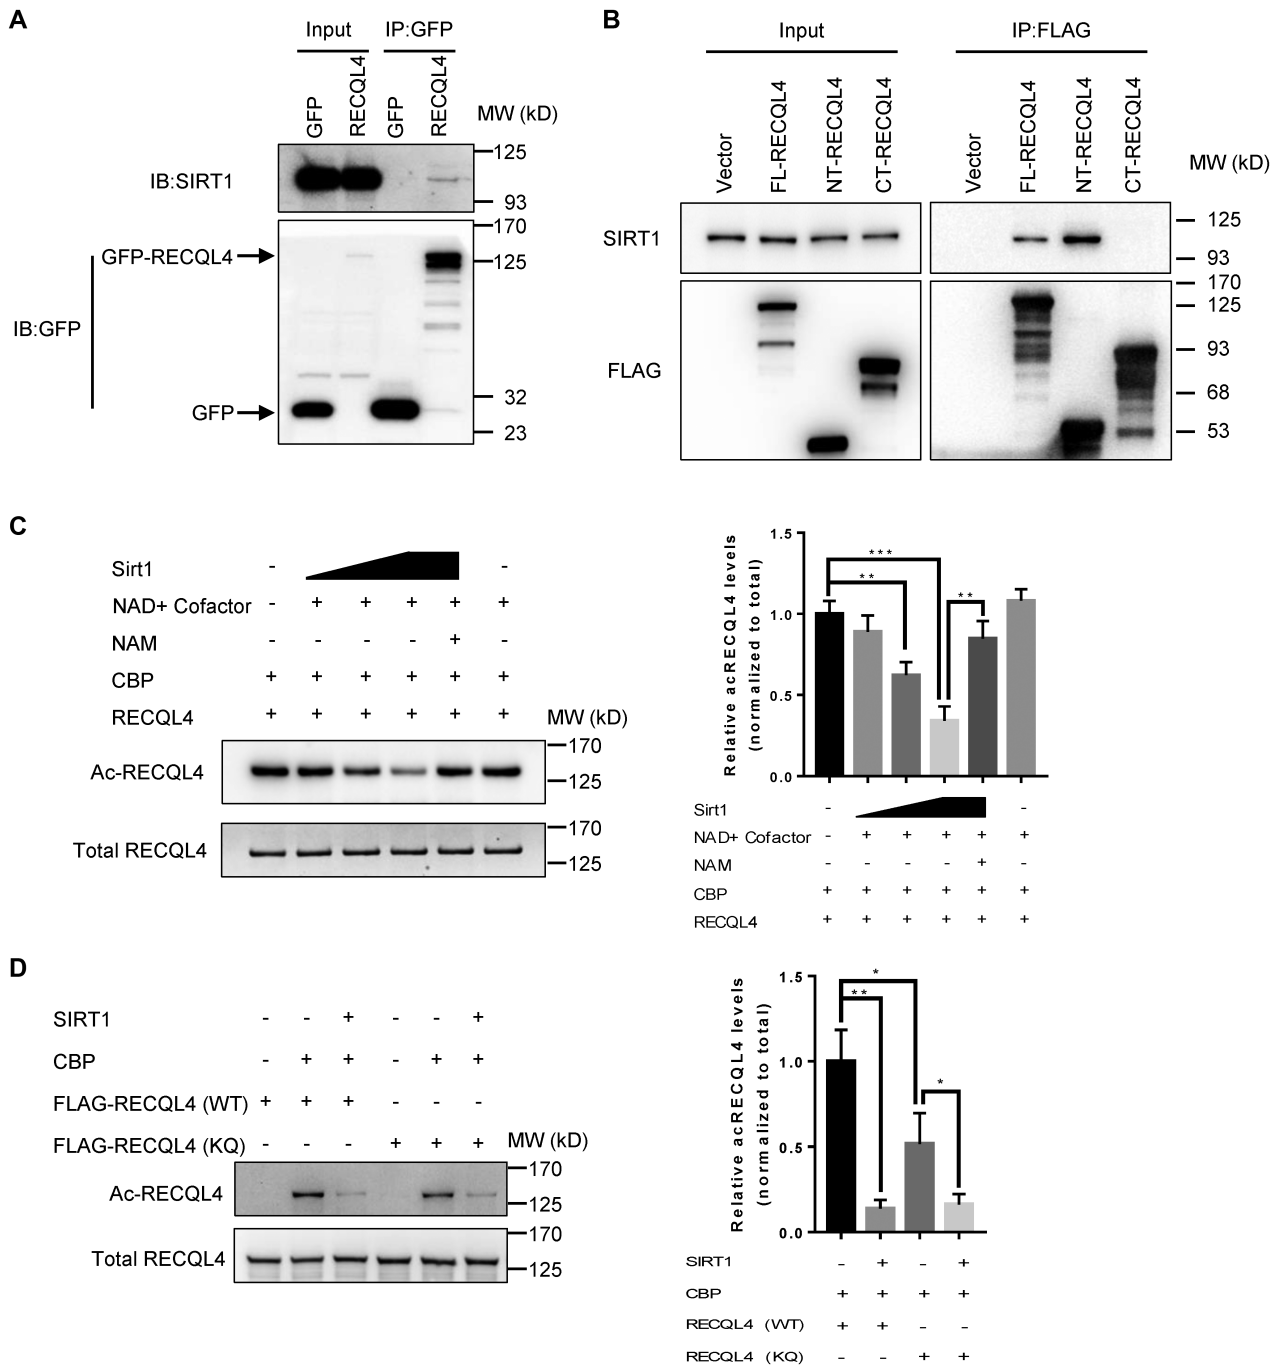 A
Input IP:GFP
GFP RECQL4 GFP RECQL4
MW (kD)
IB:SIRT1
125
93
170
GFP-RECQL4
125
IB:GFP
GFP
32
23
B
Input IP:FLAG
Vector FL-RECQL4 NT-RECQL4 CT-RECQL4 Vector FL-RECQL4 NT-RECQL4 CT-RECQL4
MW (kD)
SIRT1
125
93
170
125
FLAG
93
68
53
C
Sirt1 - -
NAD+ Cofactor - + + + + +
NAM - - - - + -
CBP + + + + + +
RECQL4 + + + + + +
MW (kD)
Ac-RECQL4
170
125
Total RECQL4
170
125
Relative acRECQL4 levels
(normalized to total)
1.5
1.0
0.5
0.0
***
**
**
Sirt1 - -
NAD+ Cofactor - + + + + +
NAM - - - - + -
CBP + + + + + +
RECQL4 + + + + + +
D
SIRT1 - - + - - +
CBP - + + - + +
FLAG-RECQL4 (WT) + + + - - -
FLAG-RECQL4 (KQ) - - - + + +
MW (kD)
Ac-RECQL4
170
125
Total RECQL4
170
125
Relative acRECQL4 levels
(normalized to total)
1.5
1.0
0.5
0.0
*
**
*
SIRT1 - + - +
CBP + + + +
RECQL4 (WT) + + - -
RECQL4 (KQ) - - + +